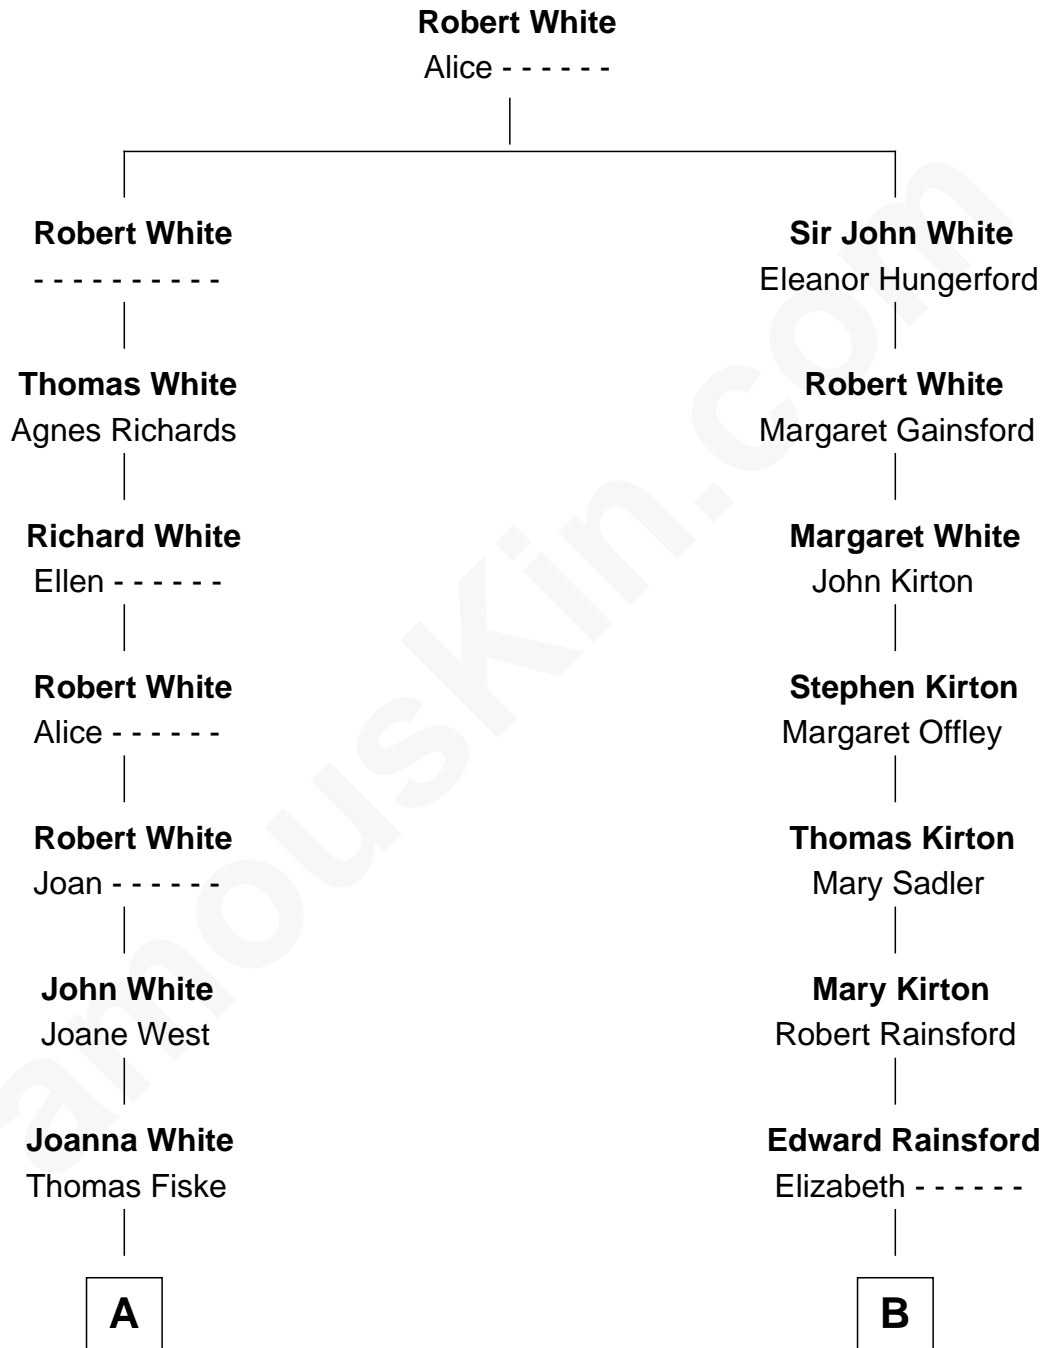 Robert White
Alice - - - - - -
Robert White
- - - - - - - - - -
Sir John White
Eleanor Hungerford
Thomas White
Agnes Richards
Robert White
Margaret Gainsford
Richard White
Ellen - - - - - -
Margaret White
John Kirton
Robert White
Alice - - - - - -
Stephen Kirton
Margaret Offley
Robert White
Joan - - - - - -
Thomas Kirton
Mary Sadler
John White
Joane West
Mary Kirton
Robert Rainsford
Joanna White
Thomas Fiske
Edward Rainsford
Elizabeth - - - - - -
A
B
amousKin.com